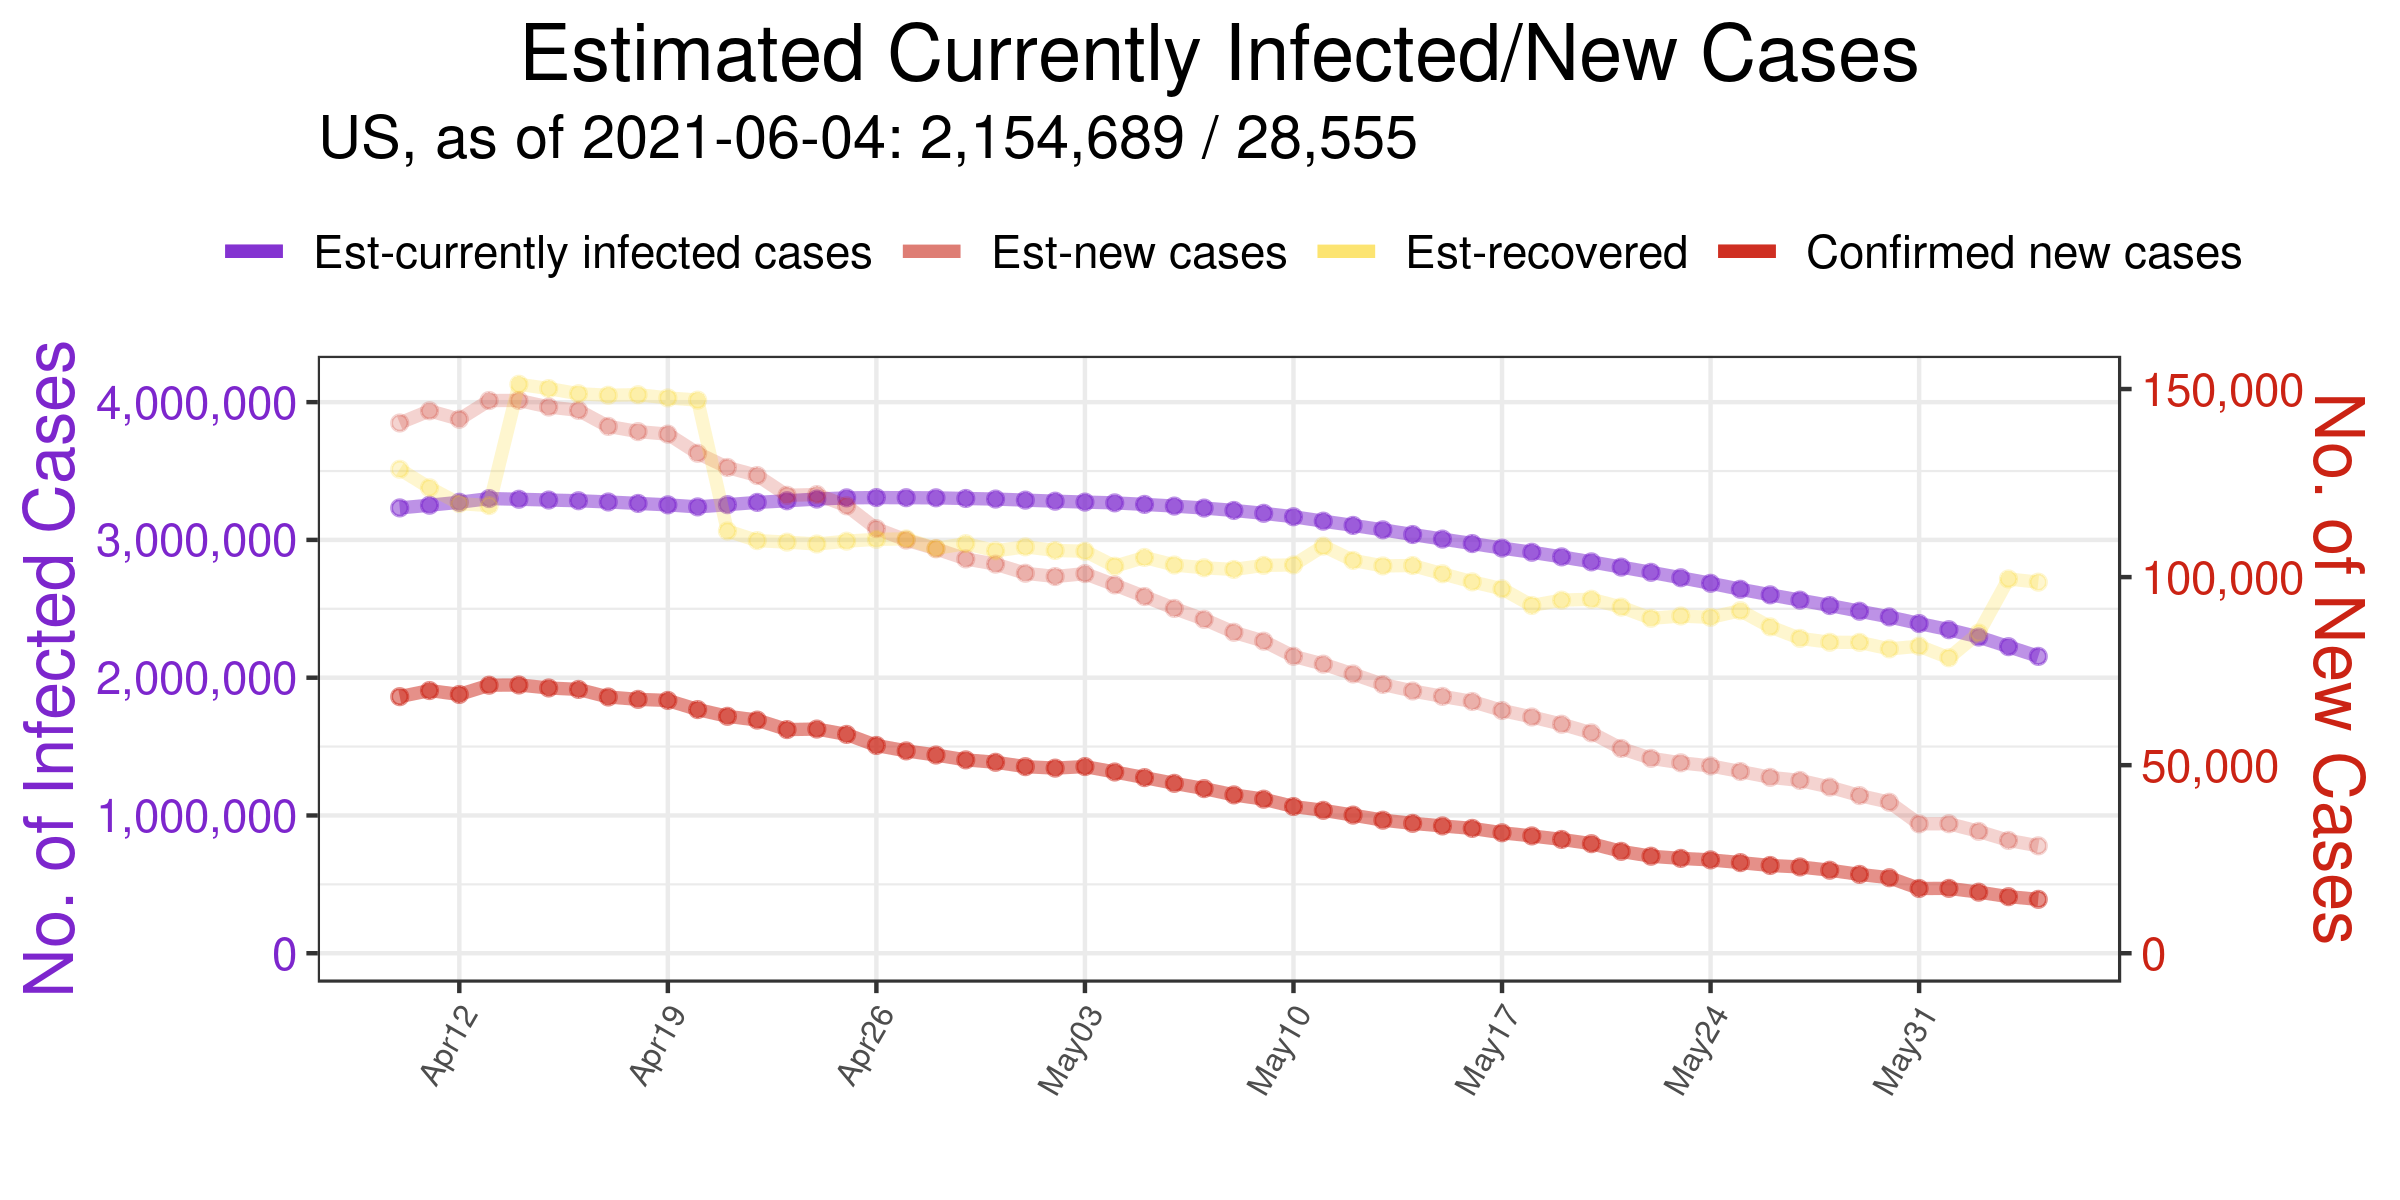 Estimated Currently Infected/New Cases
US, as of 2021-06-04: 2,154,689 / 28,555
Est-currently infected cases Est-new cases Est-recovered Confirmed new cases
No. of Infected Cases
4,000,000
3,000,000
2,000,000
1,000,000
0
150,000
100,000
50,000
0
No. of New Cases
Apr12 Apr19 Apr26 May03 May10 May17 May24 May31